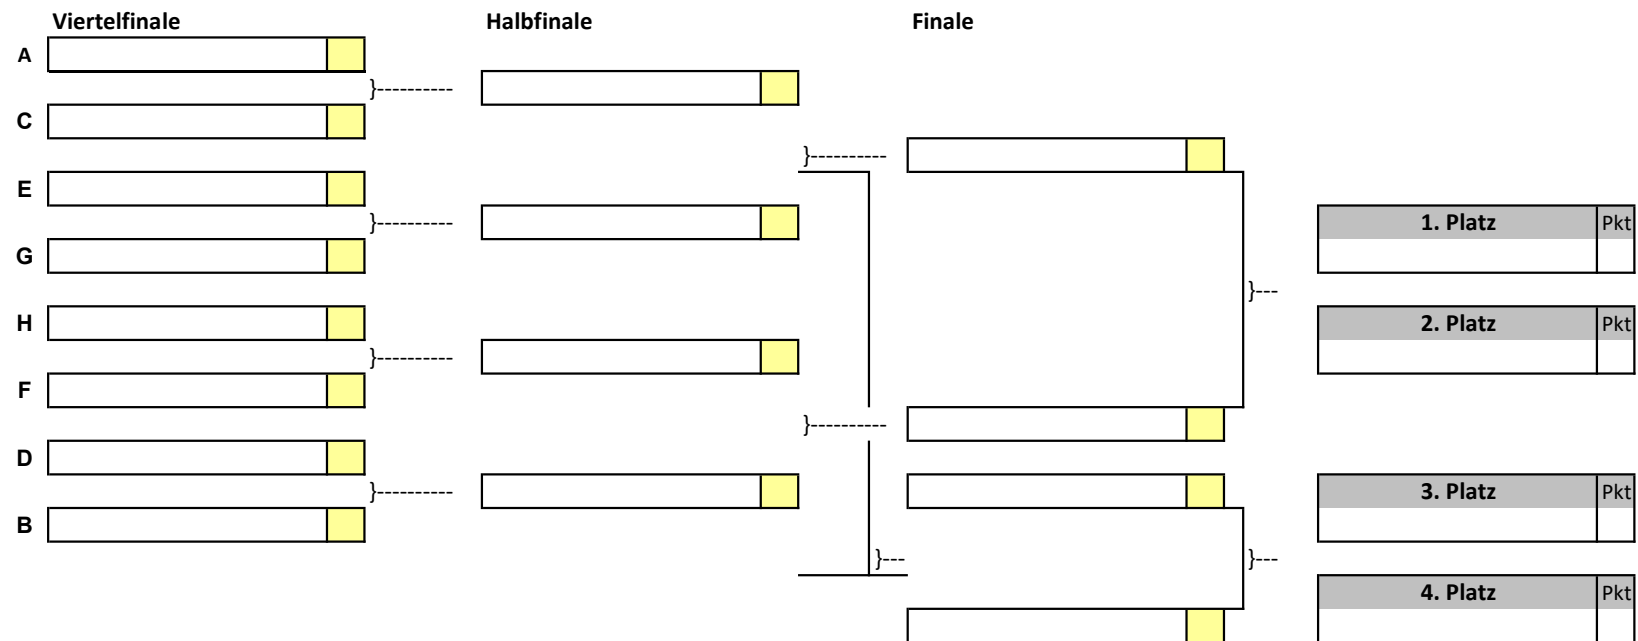 Viertelfinale Halbfinale Finale
A
}----------
C
}----------
E
1. Platz Pkt
}----------
G
}---
H
2. Platz Pkt
}----------
F
}----------
D
3. Platz Pkt
}----------
B
}---
}---
4. Platz Pkt